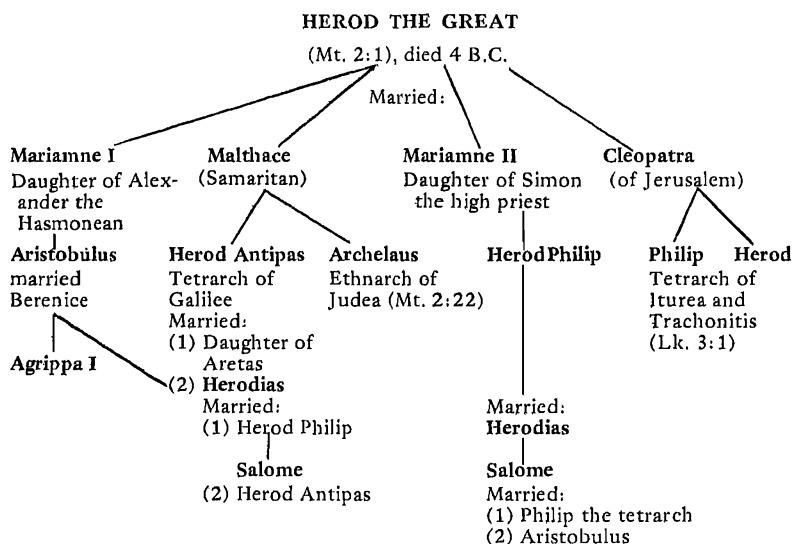 HEROD THE GREAT
(Mt. 2:1), died 4 B.C.
Married:
Mariamne I
Daughter of Alex-
ander the
Hasmonean
Aristobulus
married
Berenice
Agrippa I
Malthace
(Samaritan)
Herod Antipas
Tetrarch of
Galilee
Married:
(1) Daughter of
Aretas
(2) Herodias
Married:
(1) Herod Philip
Salome
(2) Herod Antipas
Archelaus
Ethnarch of
Judea (Mt. 2:22)
Mariamne II
Daughter of Simon
the high priest
Herod Philip
Married:
Herodias
Salome
Married:
(1) Philip the tetrarch
(2) Aristobulus
Cleopatra
(of Jerusalem)
Philip
Tetrarch of
Iturea and
Trachonitis
(Lk. 3:1)
Herod